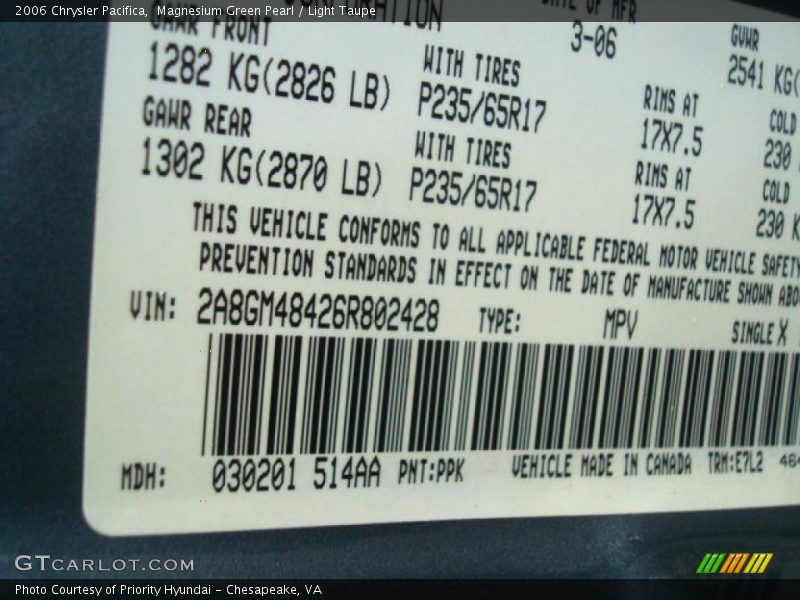 2006 Chrysler Pacifica, Magnesium Green Pearl / Light Taupe
DATE OF MFR
GAWR FRONT
3-06
GVWR
1282 KG(2826 LB)
WITH TIRES
2541 KG(
P235/65R17
RIMS AT
COLD
GAWR REAR
WITH TIRES
17X7.5
230
1302 KG(2870 LB)
P235/65R17
RIMS AT
COLD
17X7.5
230 K
THIS VEHICLE CONFORMS TO ALL APPLICABLE FEDERAL MOTOR VEHICLE SAFETY
PREVENTION STANDARDS IN EFFECT ON THE DATE OF MANUFACTURE SHOWN ABO
VIN: 2A8GM48426R802428 TYPE: MPV SINGLE X
MDH: 030201 514AA PNT:PPK VEHICLE MADE IN CANADA TRM:E7L2 464
GTCARLOT.COM
Photo Courtesy of Priority Hyundai - Chesapeake, VA